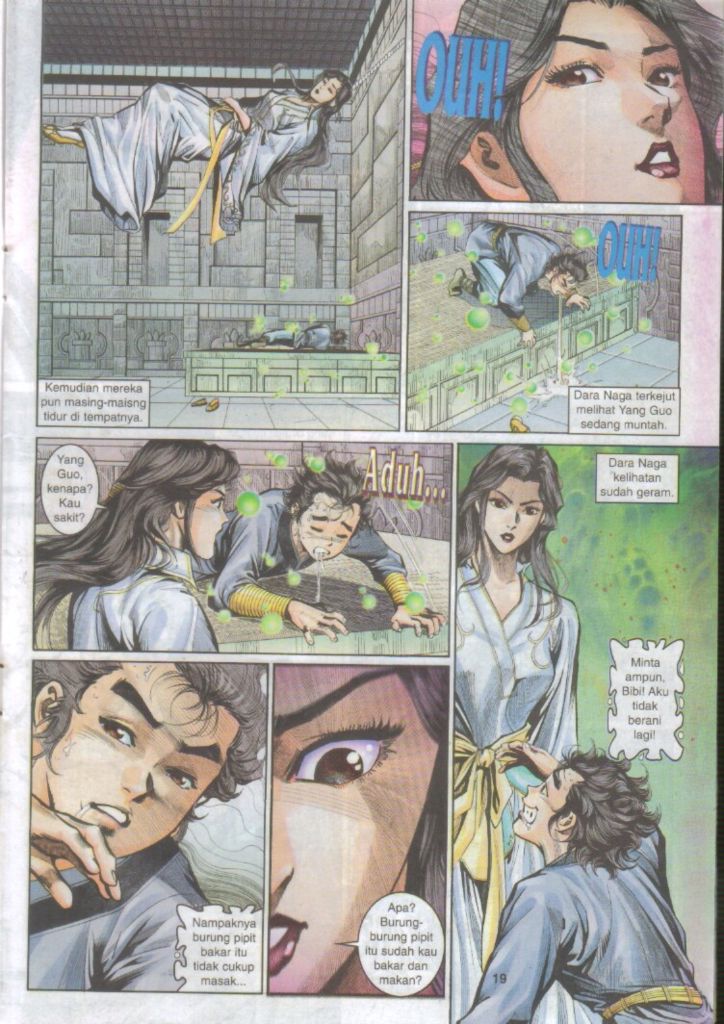 Kemudian mereka
pun masing-maisng
tidur di tempatnya.
OUH!
OUH!
Dara Naga terkejut
melihat Yang Guo
sedang muntah.
Yang
Guo,
kenapa?
Kau
sakit?
Aduh...
Dara Naga
'kelihatan
sudah geram.
Minta
ampun,
Bibi! Aku
tidak
berani
lagi!
Nampaknya
burung pipit
bakar itu
tidak cukup
masak...
Apa?
Burung-
burung pipit
itu sudah kau
bakar dan
makan?
19